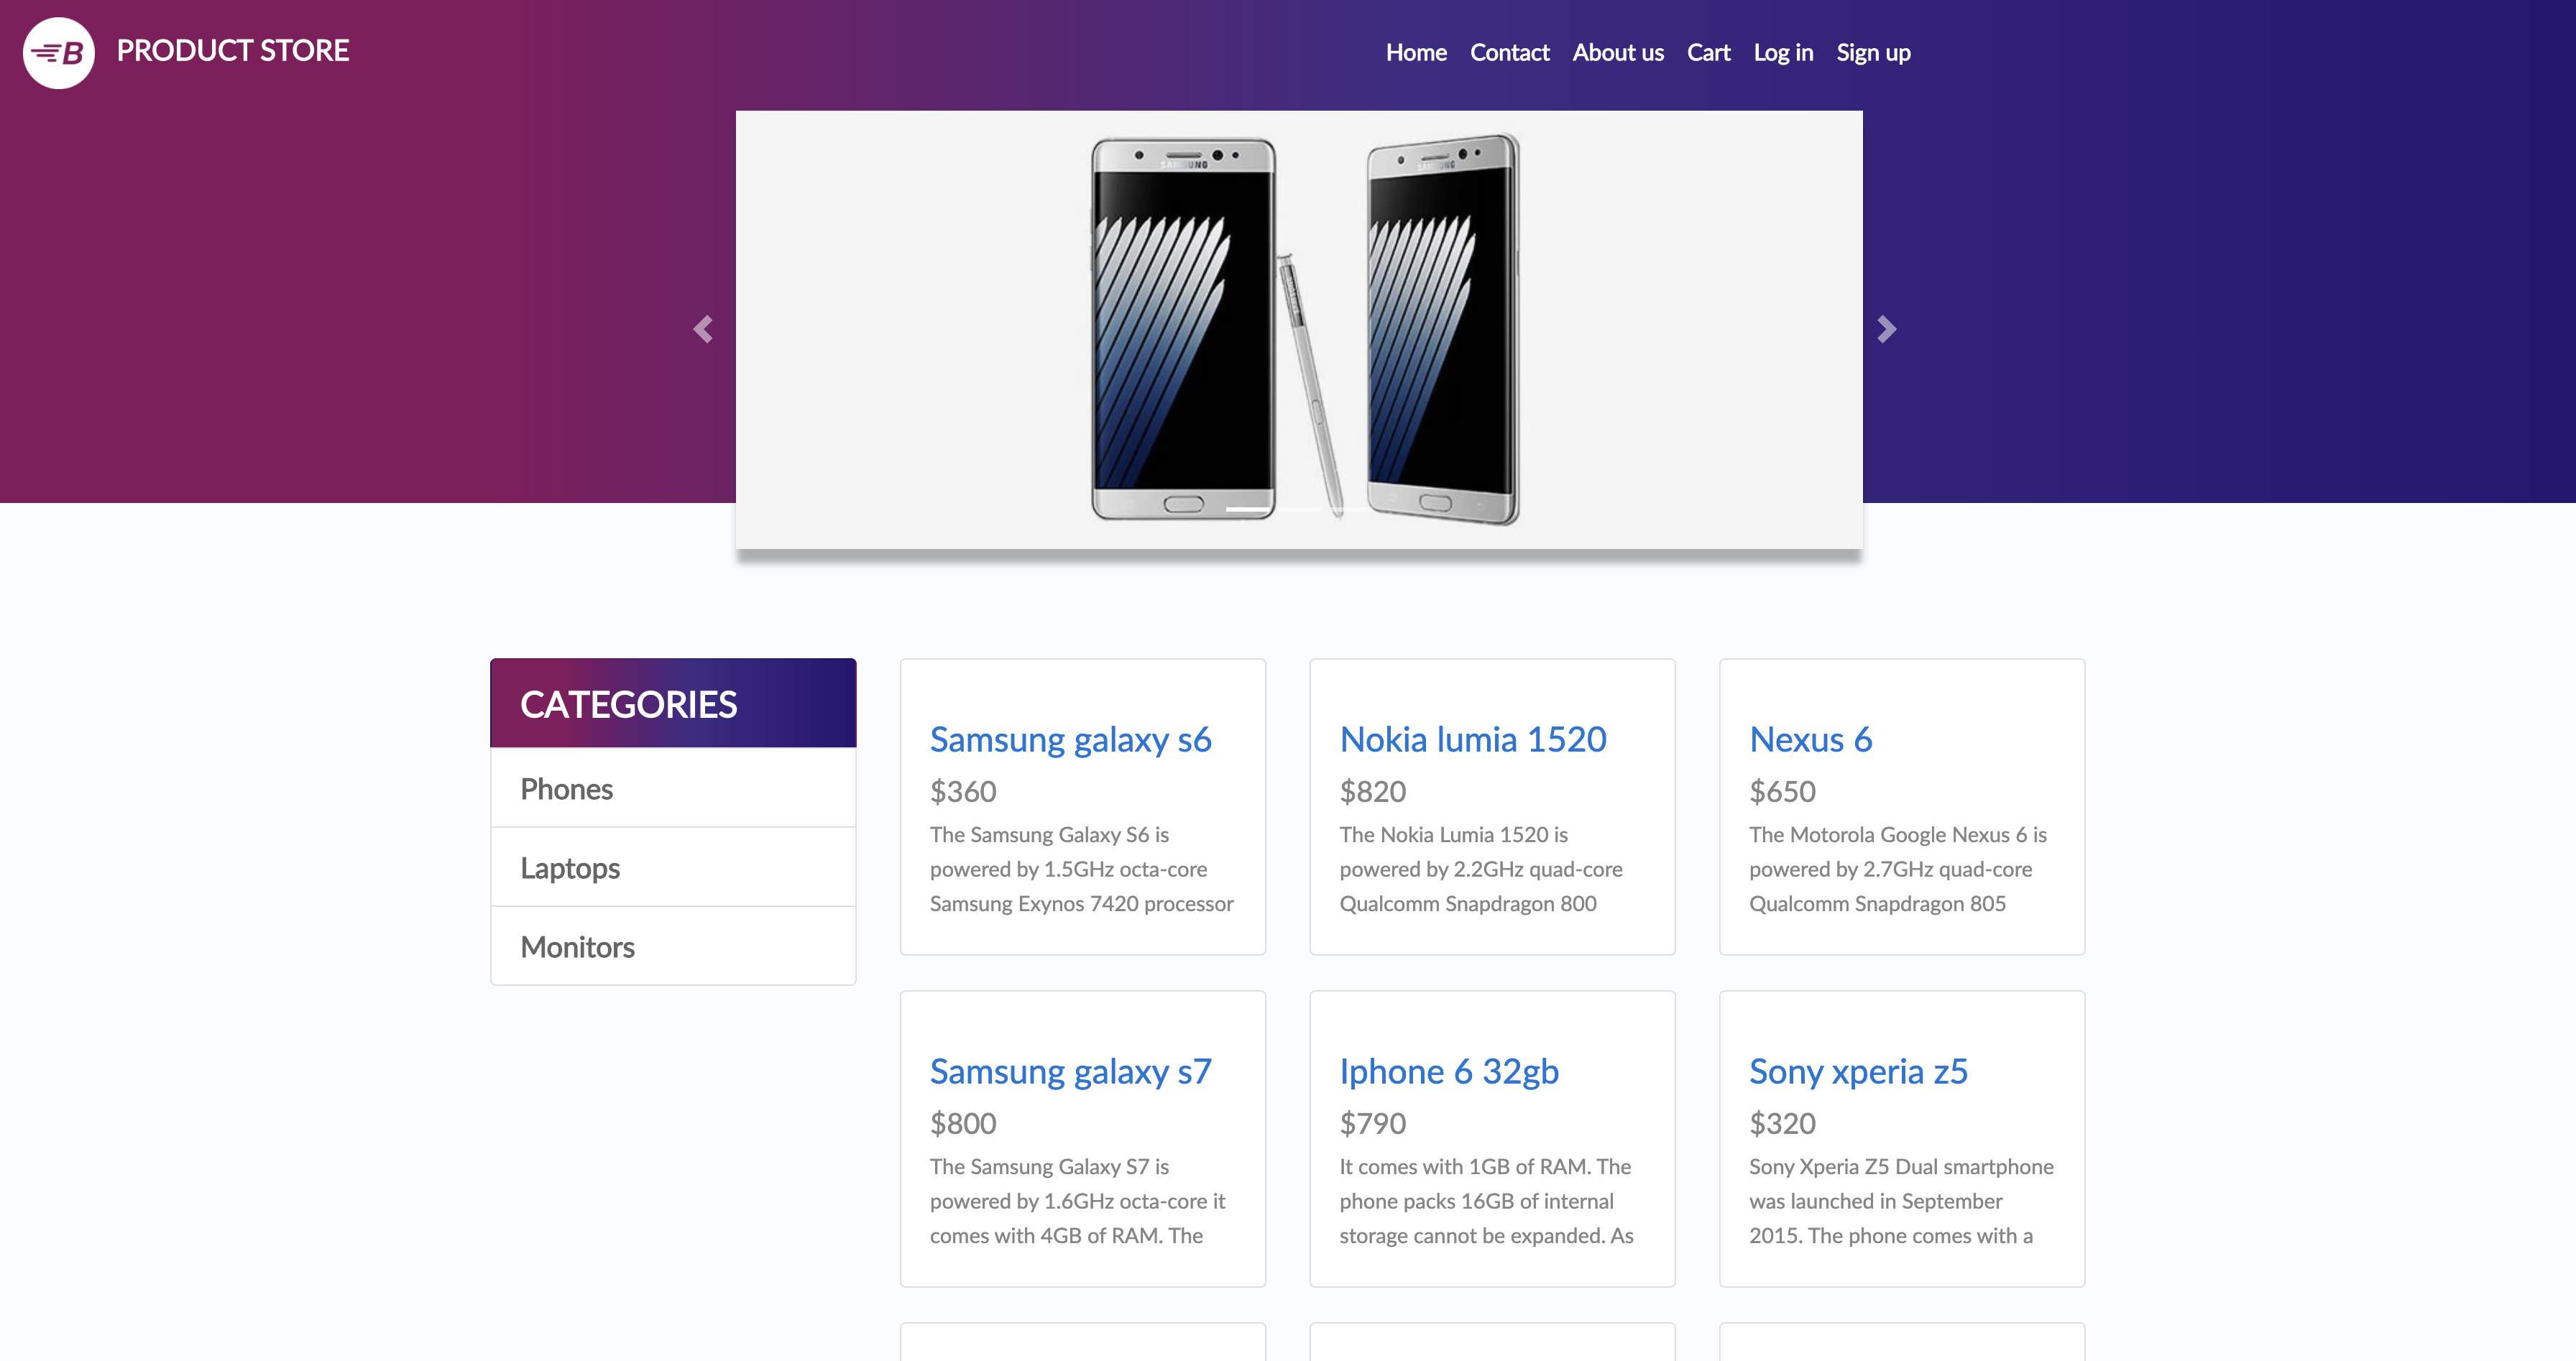 B PRODUCT STORE
Home Contact About us Cart Log in Sign up
SAMSUNG
SAMSUNG
CATEGORIES
Phones
Laptops
Monitors
Samsung galaxy s6
$360
The Samsung Galaxy S6 is
powered by 1.5GHz octa-core
Samsung Exynos 7420 processor
Nokia lumia 1520
$820
The Nokia Lumia 1520 is
powered by 2.2GHz quad-core
Qualcomm Snapdragon 800
Nexus 6
$650
The Motorola Google Nexus 6 is
powered by 2.7GHz quad-core
Qualcomm Snapdragon 805
Samsung galaxy s7
$800
The Samsung Galaxy S7 is
powered by 1.6GHz octa-core it
comes with 4GB of RAM. The
Iphone 6 32gb
$790
It comes with 1GB of RAM. The
phone packs 16GB of internal
storage cannot be expanded. As
Sony xperia z5
$320
Sony Xperia Z5 Dual smartphone
was launched in September
2015. The phone comes with a